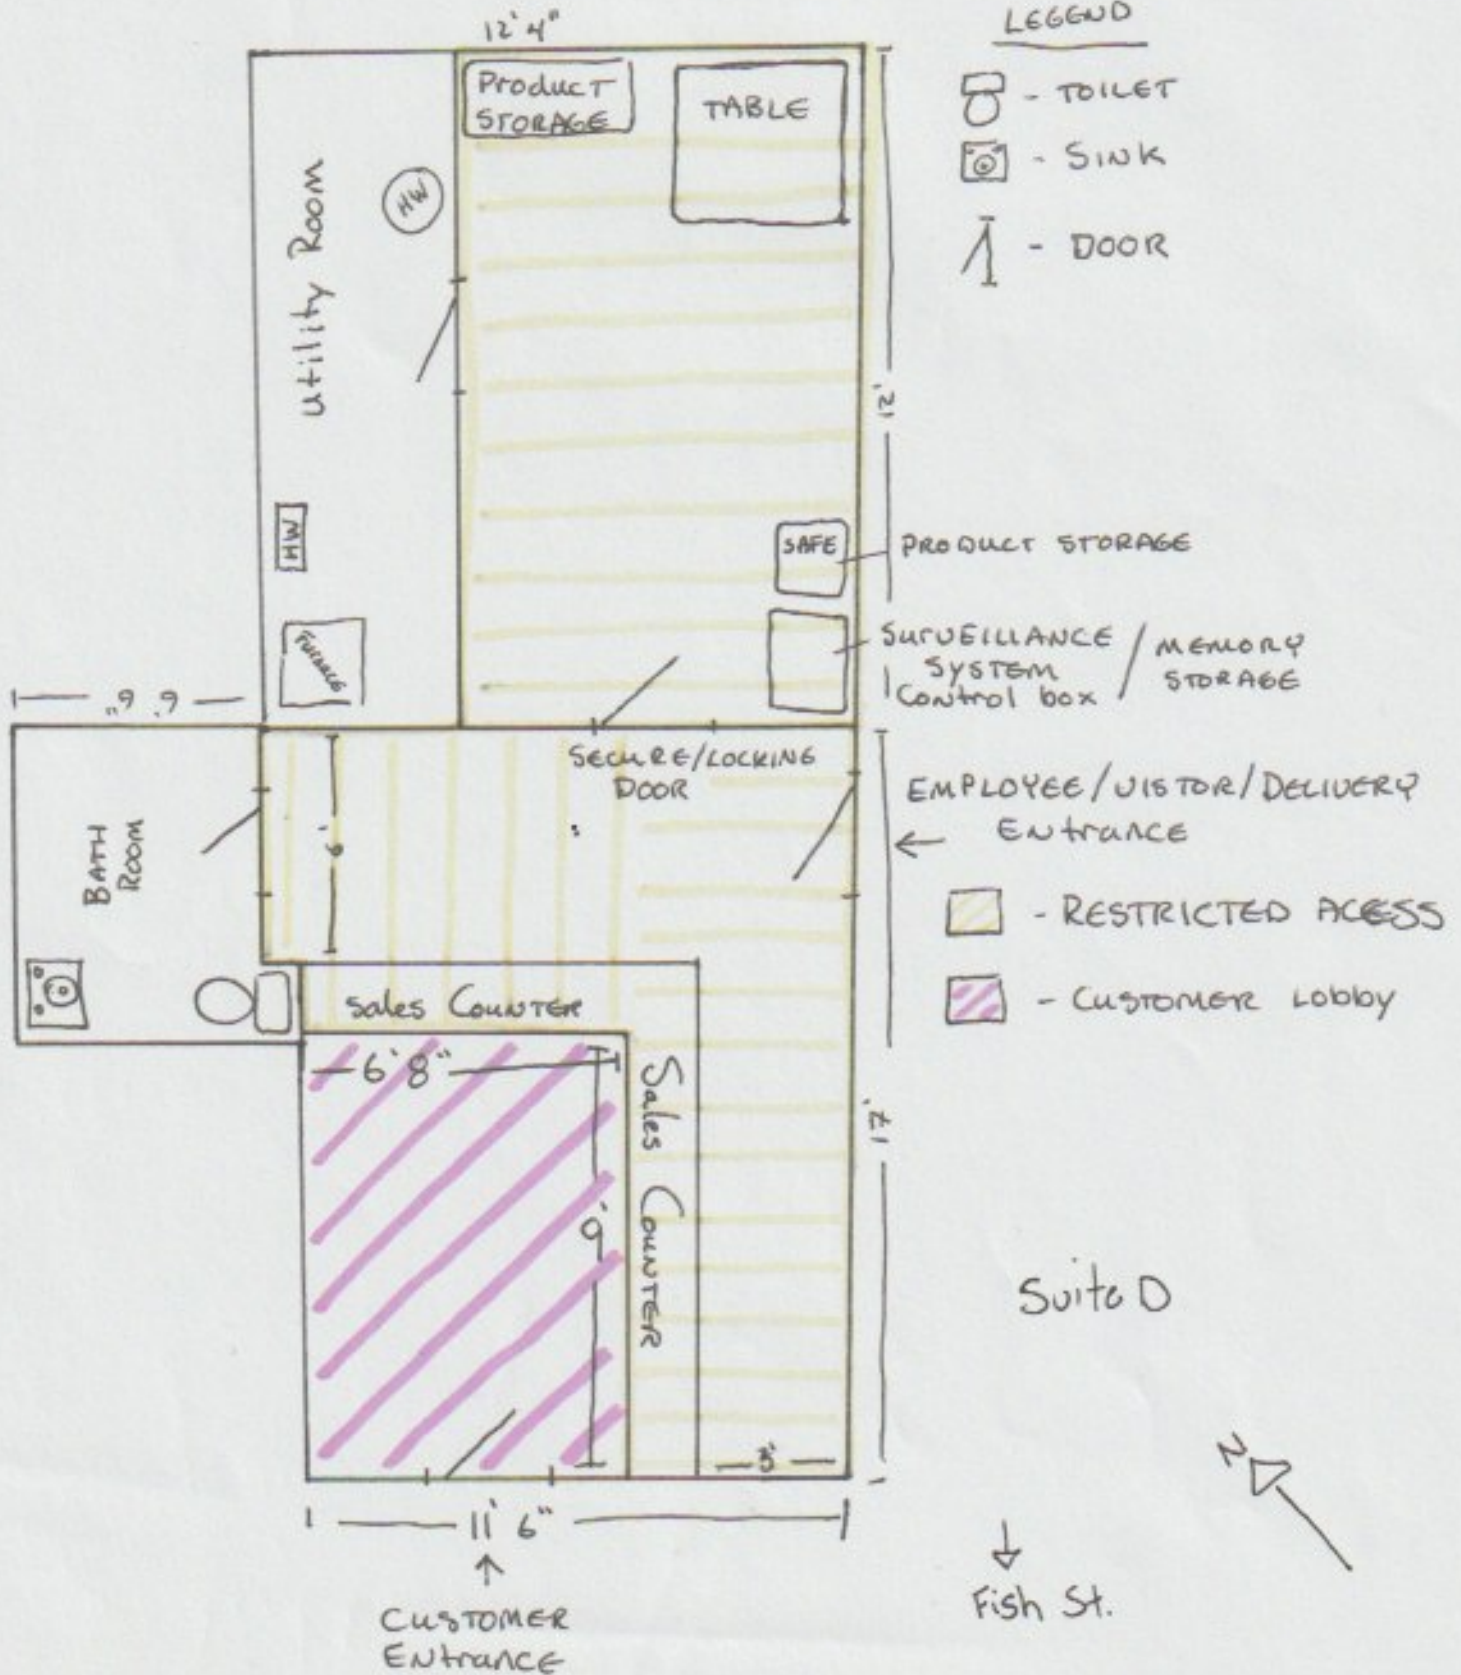 12' 4"
LEGEND
- TOILET
- SINK
- DOOR
Product
STORAGE
TABLE
HW
Utility Room
12'
HW
SAFE
PRODUCT STORAGE
FURNACE
SURVEILLANCE
SYSTEM
Control box
/ MEMORY
STORAGE
6' 6"
SECURE/LOCKING
DOOR
EMPLOYEE/VISTOR/DELIVERY
Entrance
6'
BATH
ROOM
- RESTRICTED ACESS
- CUSTOMER Lobby
Sales COUNTER
6' 8"
Sales COUNTER
9'
17'
Suite D
3'
N
11' 6"
Fish St.
CUSTOMER
Entrance